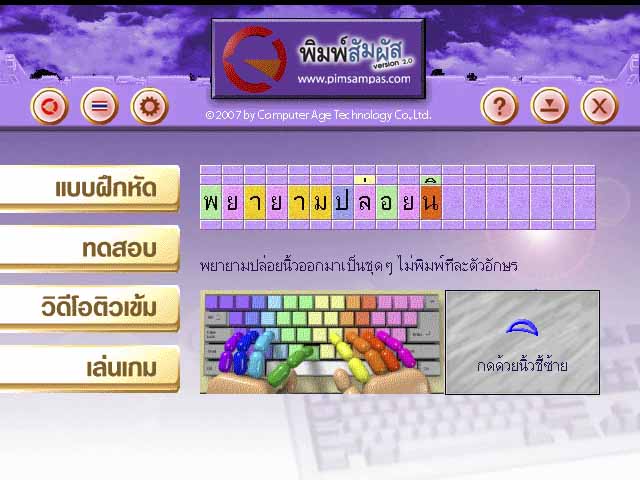 พิมพ์สัมผัส
version 2.0
www.pimsampas.com
?
X
©2007 by Computer Age Technology Co.,Ltd.
แบบฝึกหัด
ทดสอบ
วิดีโอติวเข้ม
เล่นเกม
พยายามปล่อยนิ
พยายามปล่อยนิ้วออกมาเป็นชุดๆ ไม่พิมพ์ทีละตัวอักษร
กดด้วยนิ้วชี้ซ้าย